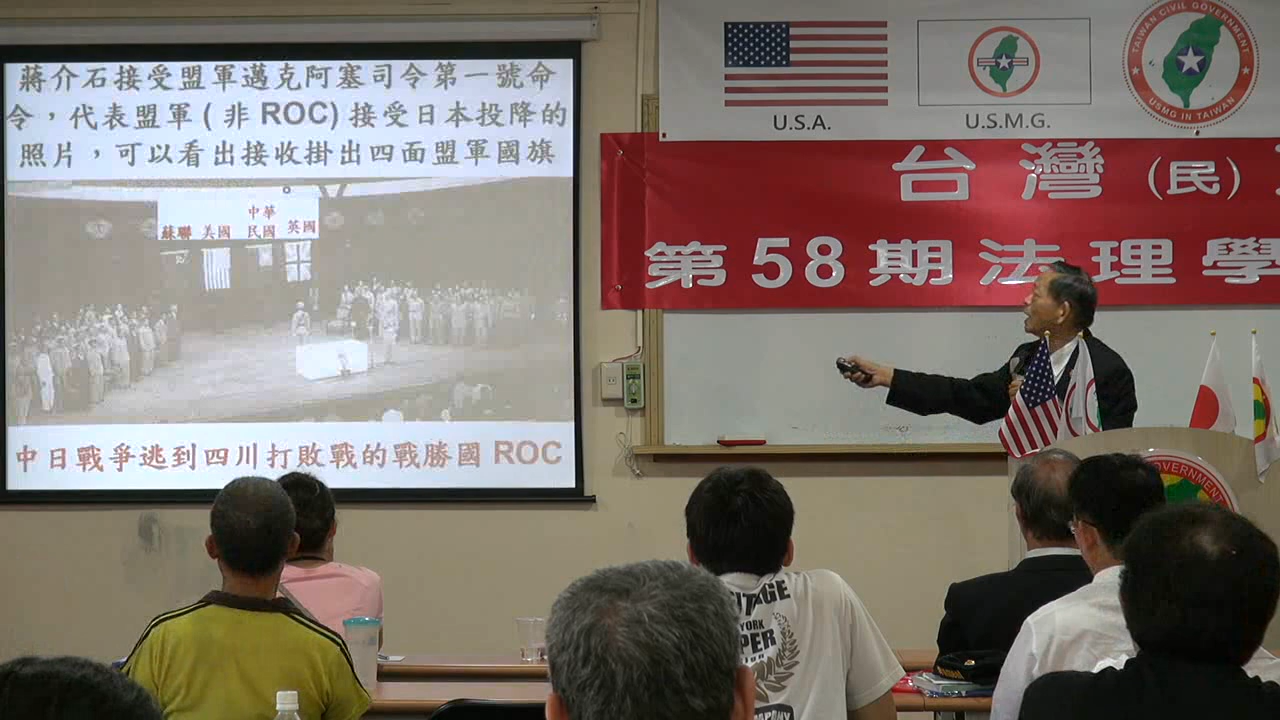 蔣介石接受盟軍邁克阿塞司令第一號命
令，代表盟軍(非ROC)接受日本投降的
照片，可以看出接收掛出四面盟軍國旗
蘇聯 美國 中華民國 英國
中日戰爭逃到四川打敗戰的戰勝國ROC
U.S.A.
U.S.M.G.
TAIWAN CIVIL GOVERNMENT
USMG IN TAIWAN
台灣(民)
第58期法理學
GOVERNMENT
YORK